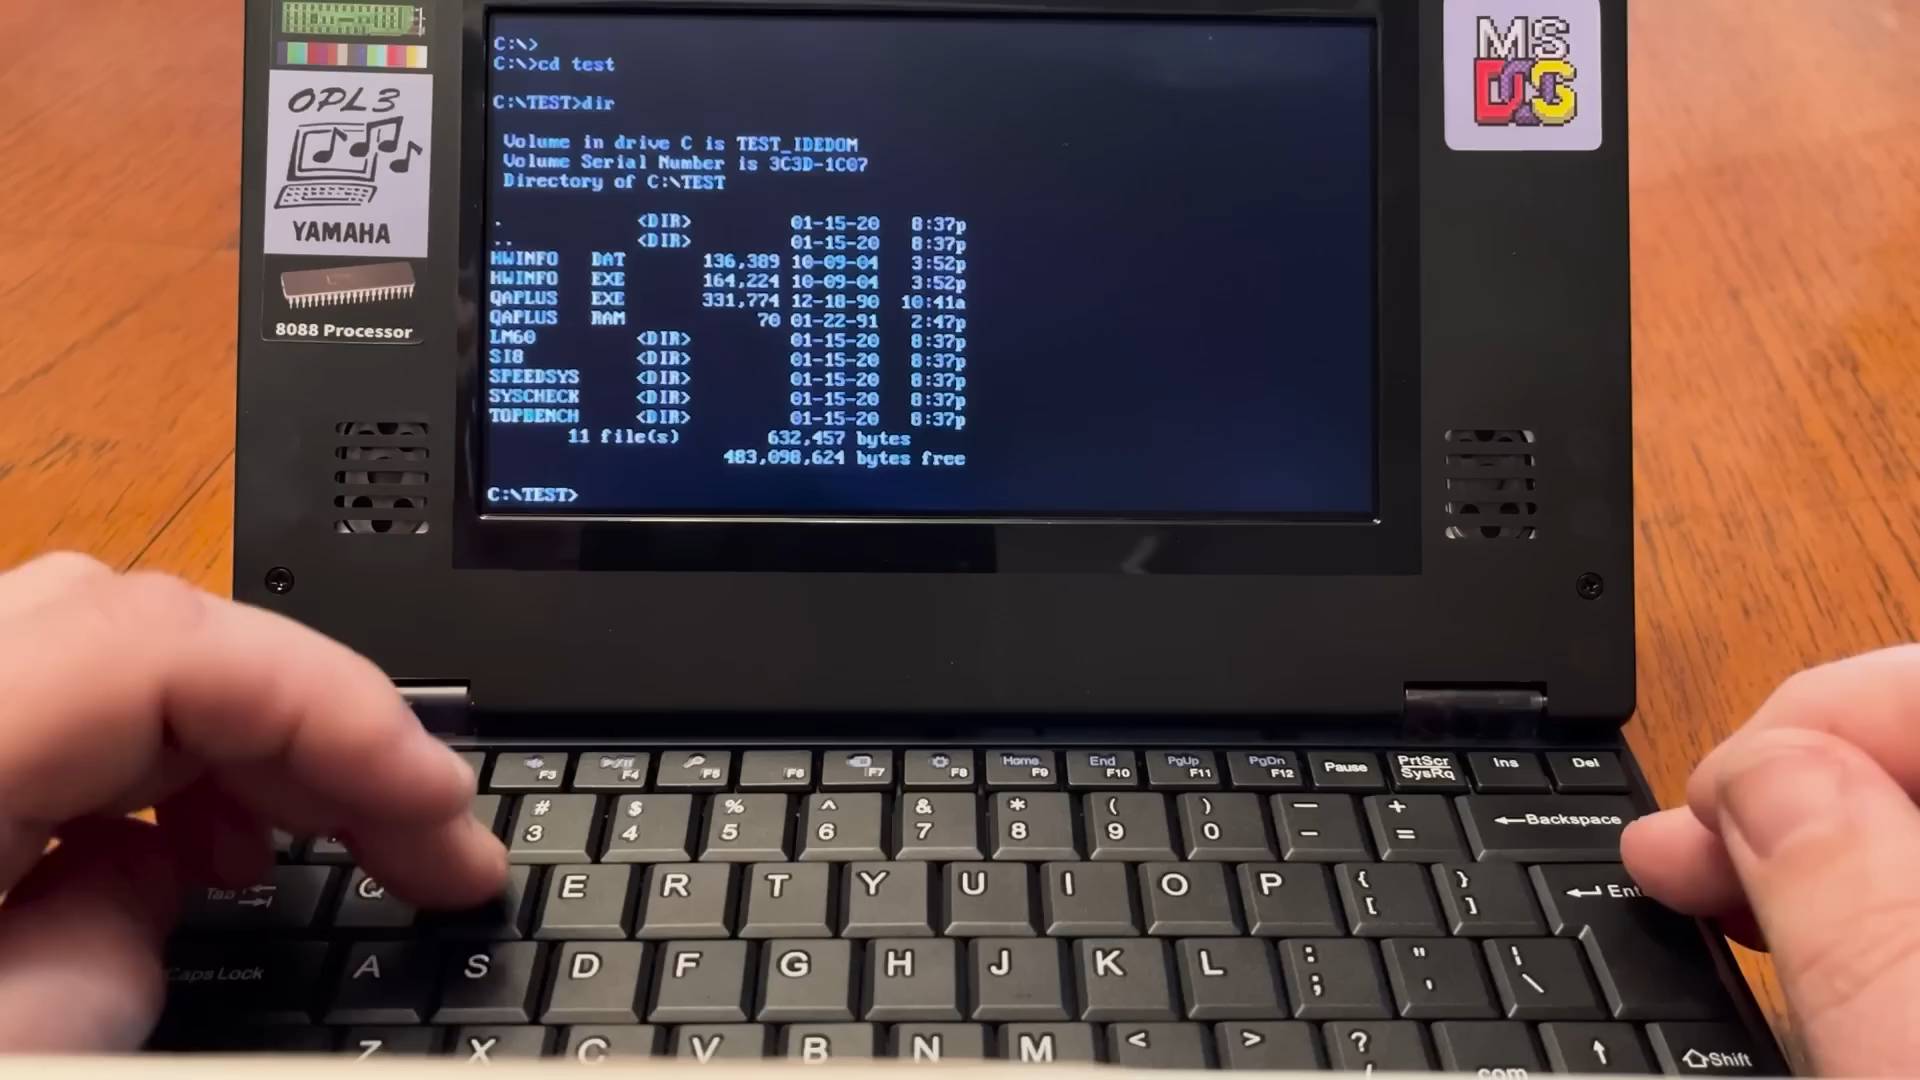 C:\>
C:\>cd test
C:\TEST>dir
Volume in drive C is TEST_IDEDOM
Volume Serial Number is 3C3D-1C07
Directory of C:\TEST
. <DIR> 01-15-20 8:37p
.. <DIR> 01-15-20 8:37p
HWINFO DAT 136,389 10-09-04 3:52p
HWINFO EXE 164,224 10-09-04 3:52p
QAPLUS EXE 331,774 12-18-90 10:41a
QAPLUS RAM 70 01-22-91 2:47p
LM60 <DIR> 01-15-20 8:37p
SI8 <DIR> 01-15-20 8:37p
SPEEDSYS <DIR> 01-15-20 8:37p
SYSCHECK <DIR> 01-15-20 8:37p
TOPBENCH <DIR> 01-15-20 8:37p
11 file(s) 632,457 bytes
483,098,624 bytes free
C:\TEST>
OPL3
YAMAHA
8088 Processor
MS
DOS
F3 F4 F5 F6 F7 F8 Home F9 End F10 PgUp F11 PgDn F12 Pause PrtScr SysRq Ins Del
# 3 $ 4 % 5 ^ 6 & 7 * 8 ( 9 ) 0 — - + = ←Backspace
Tab Q E R T Y U I O P { [ } ]
Caps Lock A S D F G H J K L : ; " ' ¦ \
Z X C V B N M < > ? / ↑ Shift
com